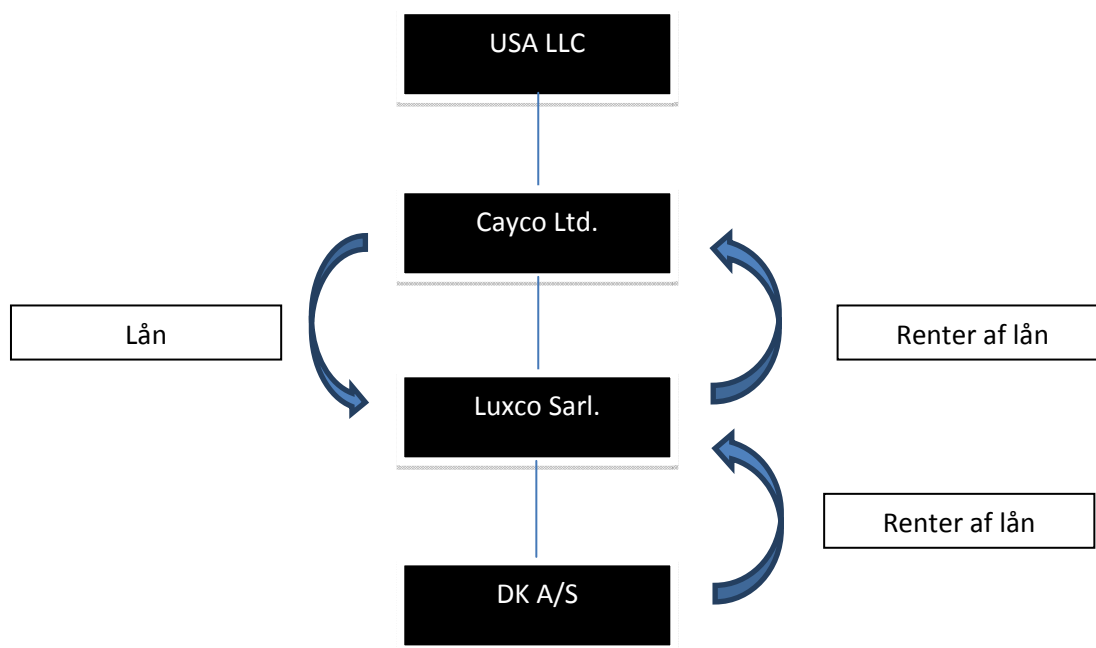 USA LLC
Cayco Ltd.
Lån
Renter af lån
Luxco Sarl.
Renter af lån
DK A/S